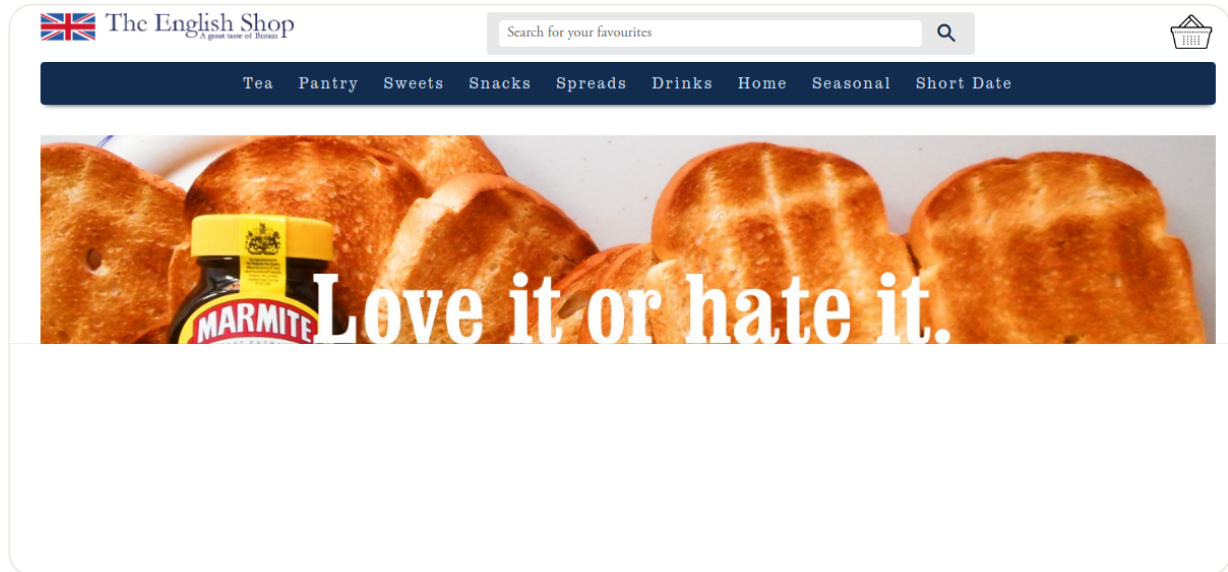 The English Shop
A great taste of Britain
Search for your favourites
Tea Pantry Sweets Snacks Spreads Drinks Home Seasonal Short Date
MARMITE
Love it or hate it.